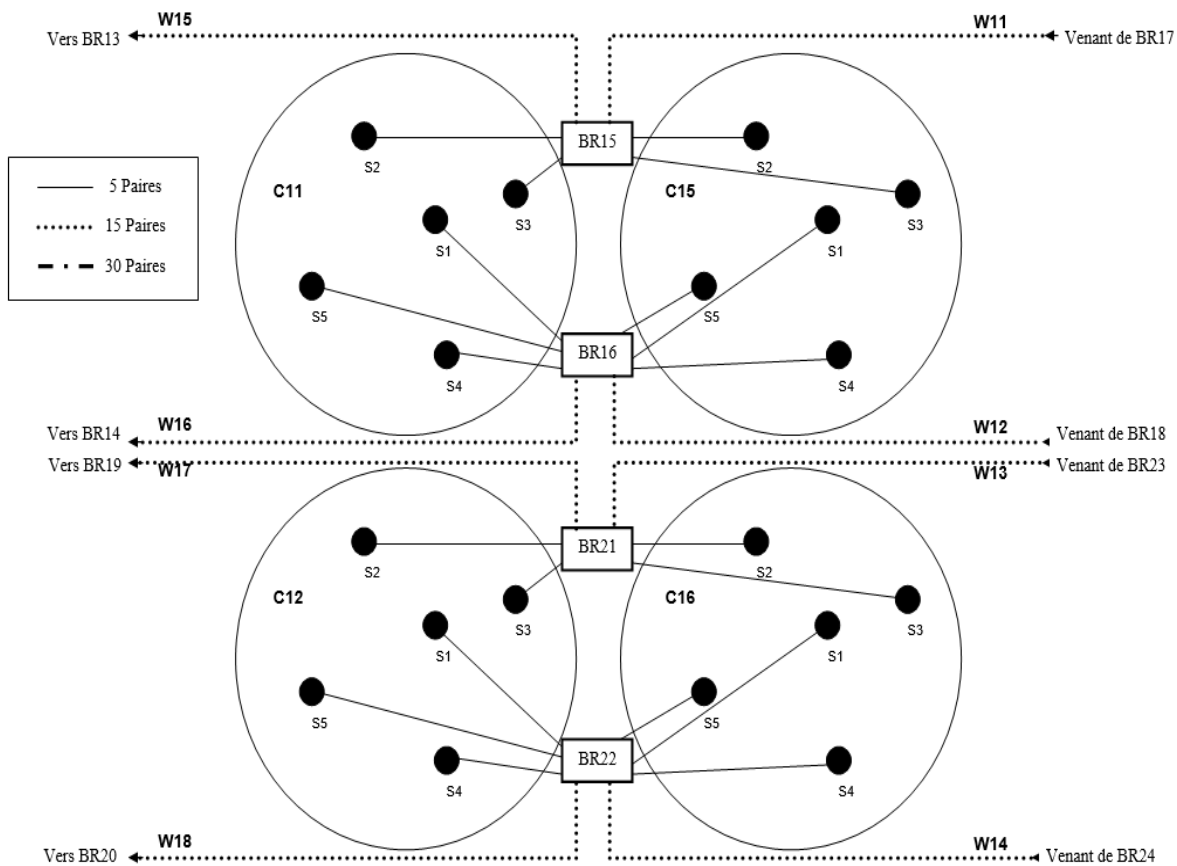 W15
W11
Vers BR13
Venant de BR17
BR15
S2
S2
5 Paires
15 Paires
30 Paires
C11
S3
C15
S3
S1
S1
S5
S5
BR16
S4
S4
W16
W12
Vers BR14
Venant de BR18
Vers BR19
Venant de BR23
W17
W13
BR21
S2
S2
C12
S3
C16
S3
S1
S1
S5
S5
BR22
S4
S4
W18
W14
Vers BR20
Venant de BR24